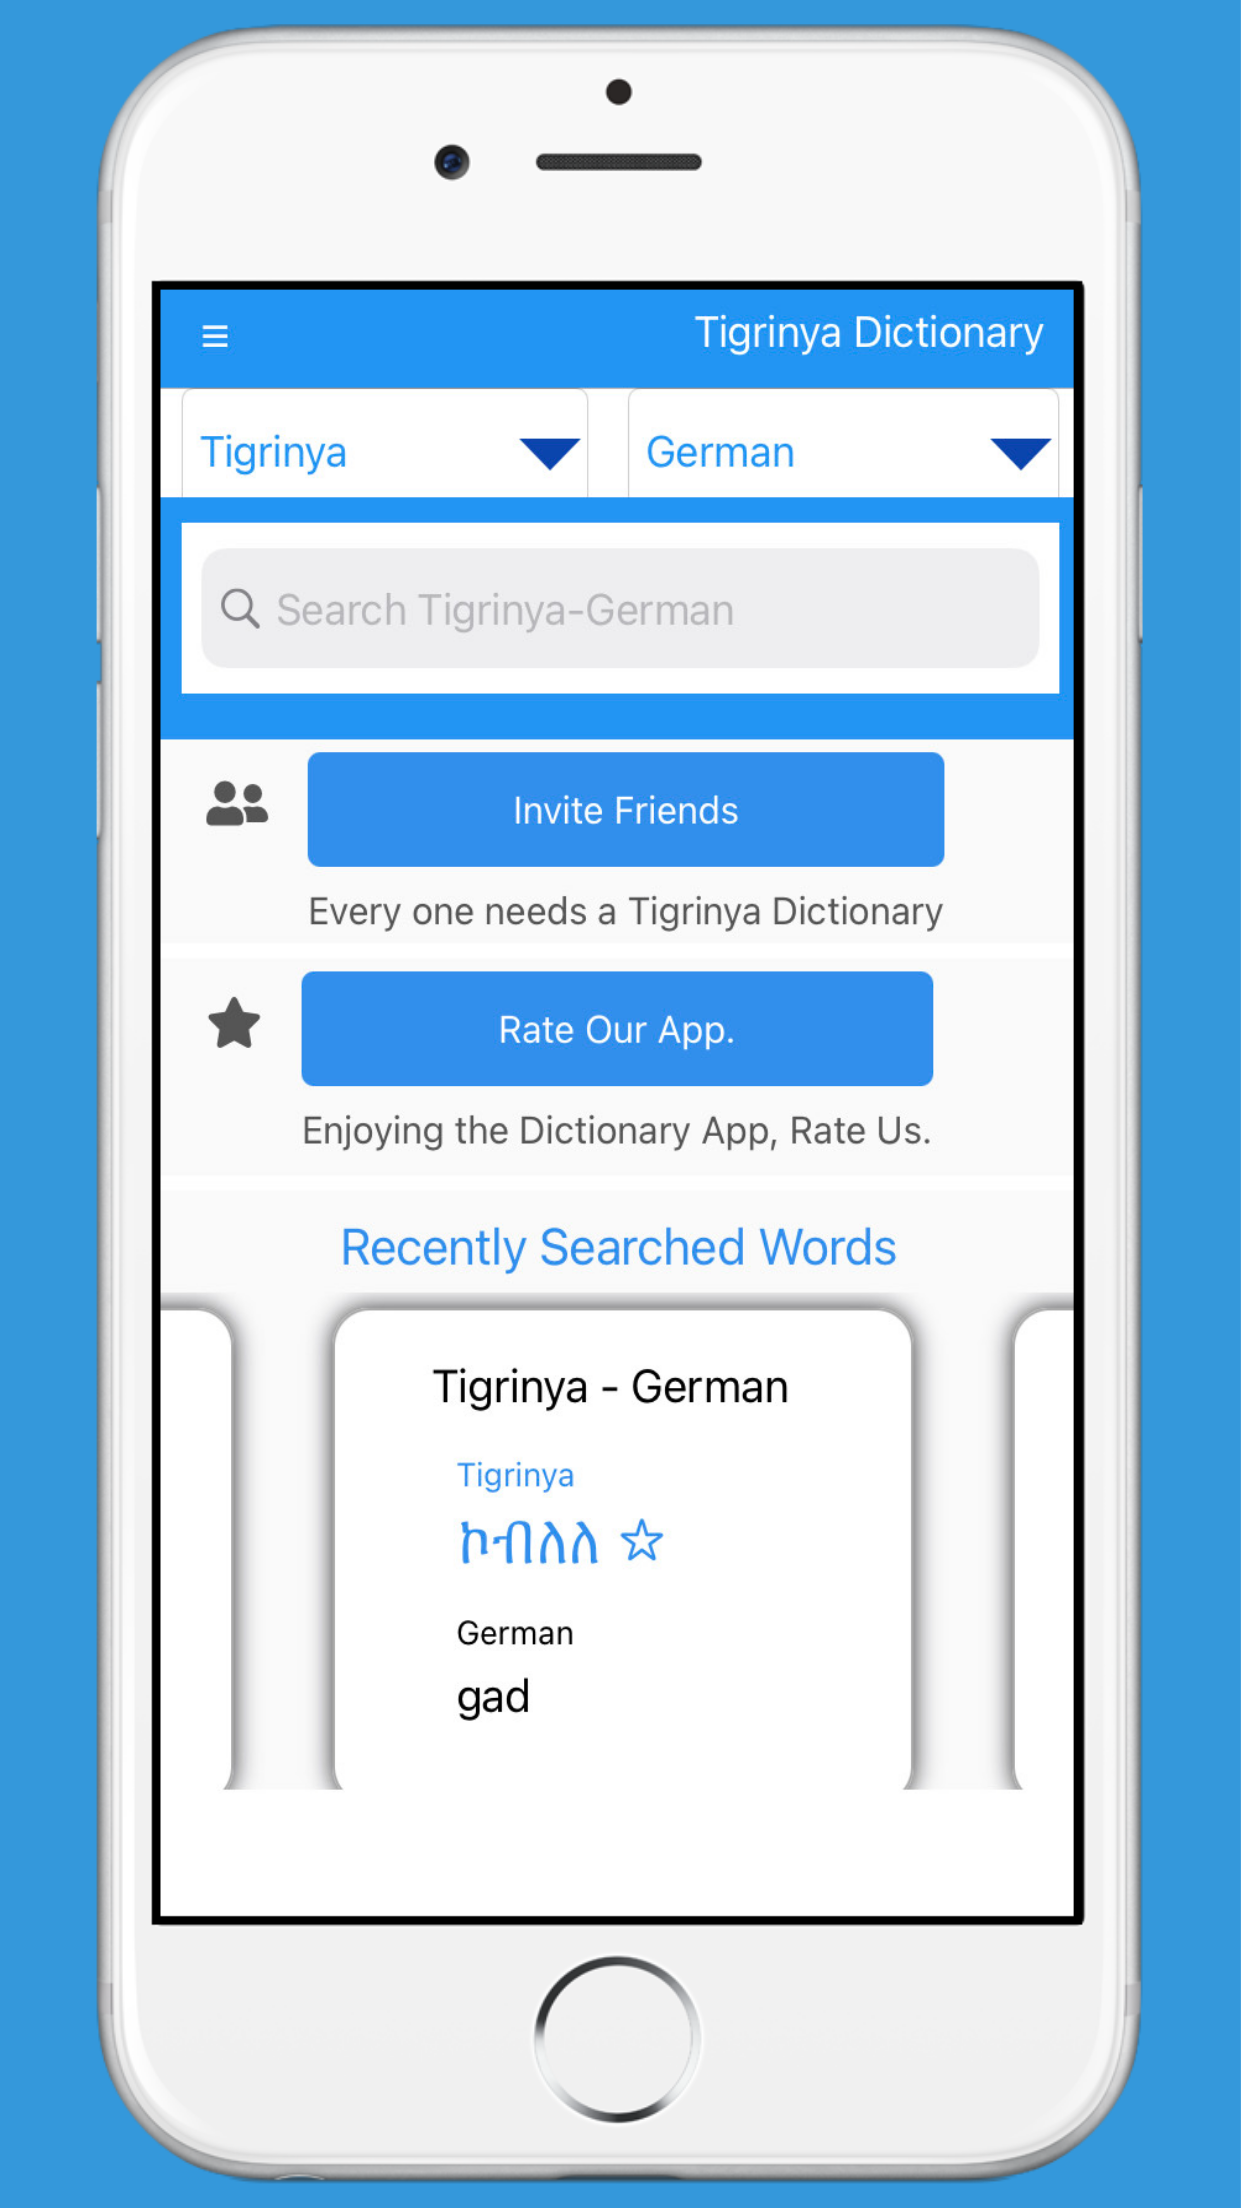 Tigrinya Dictionary
Tigrinya
German
Search Tigrinya-German
Invite Friends
Every one needs a Tigrinya Dictionary
Rate Our App.
Enjoying the Dictionary App, Rate Us.
Recently Searched Words
Tigrinya - German
Tigrinya
ኮብለለ
German
gad